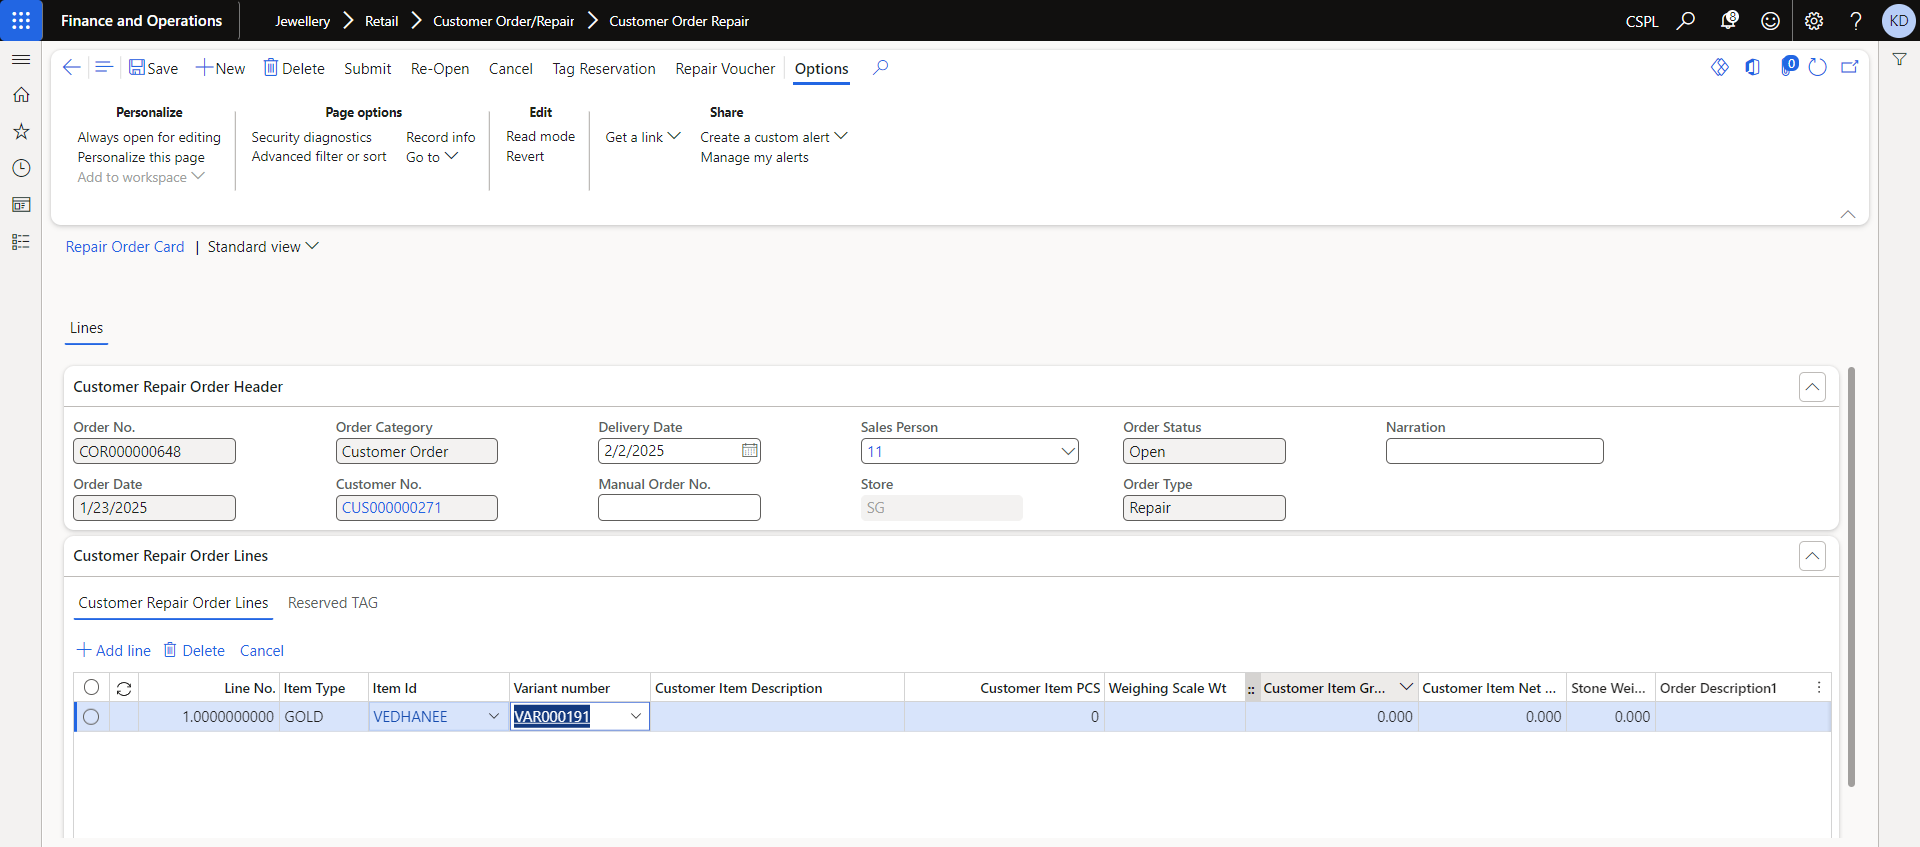 Finance and Operations
Jewellery
Retail
Customer Order/Repair
Customer Order Repair
CSPL
8
?
KD
Save
New
Delete
Submit
Re-Open
Cancel
Tag Reservation
Repair Voucher
Options
0
Personalize
Always open for editing
Personalize this page
Add to workspace
Page options
Security diagnostics
Advanced filter or sort
Record info
Go to
Edit
Read mode
Revert
Get a link
Share
Create a custom alert
Manage my alerts
Repair Order Card | Standard view
Lines
Customer Repair Order Header
Order No.
COR000000648
Order Category
Customer Order
Delivery Date
2/2/2025
Sales Person
11
Order Status
Open
Narration
Order Date
1/23/2025
Customer No.
CUS000000271
Manual Order No.
Store
SG
Order Type
Repair
Customer Repair Order Lines
Customer Repair Order Lines
Reserved TAG
Add line
Delete
Cancel
Line No.
Item Type
Item Id
Variant number
Customer Item Description
Customer Item PCS
Weighing Scale Wt
Customer Item Gr...
Customer Item Net ...
Stone Wei...
Order Description1
1.0000000000
GOLD
VEDHANEE
VAR000191
0
0.000
0.000
0.000